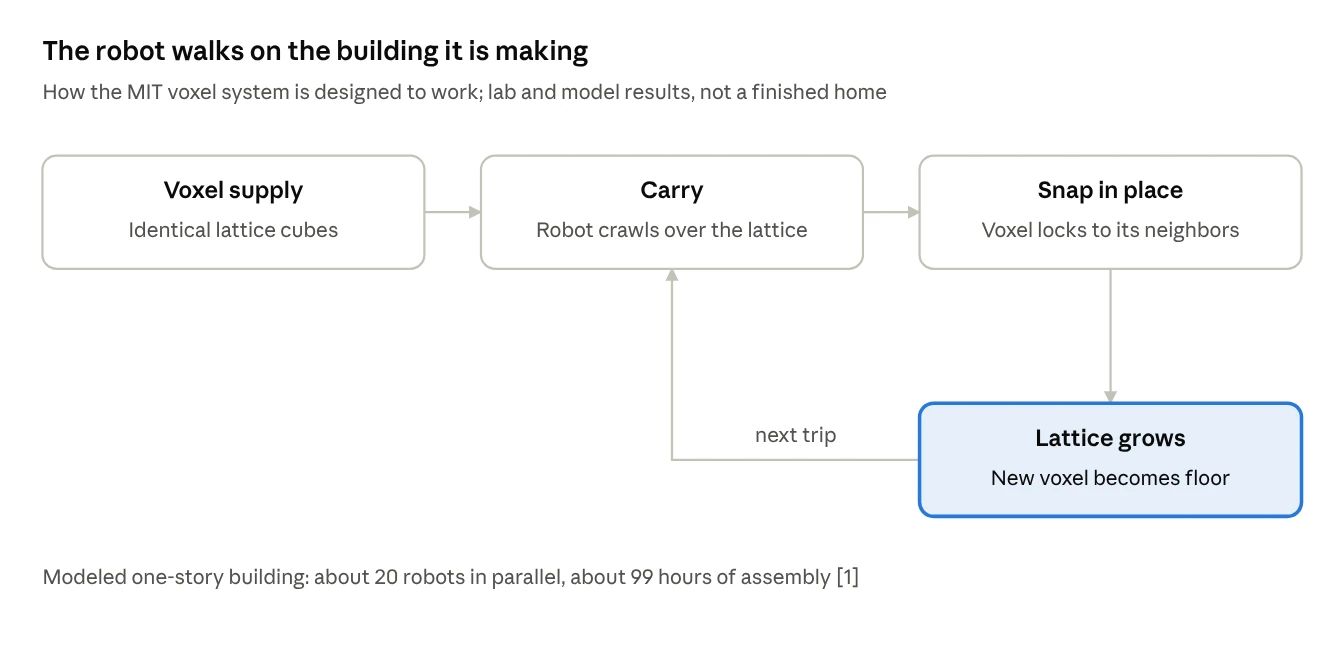 The robot walks on the building it is making
How the MIT voxel system is designed to work; lab and model results, not a finished home
Voxel supply
Identical lattice cubes
Carry
Robot crawls over the lattice
Snap in place
Voxel locks to its neighbors
next trip
Lattice grows
New voxel becomes floor
Modeled one-story building: about 20 robots in parallel, about 99 hours of assembly [1]